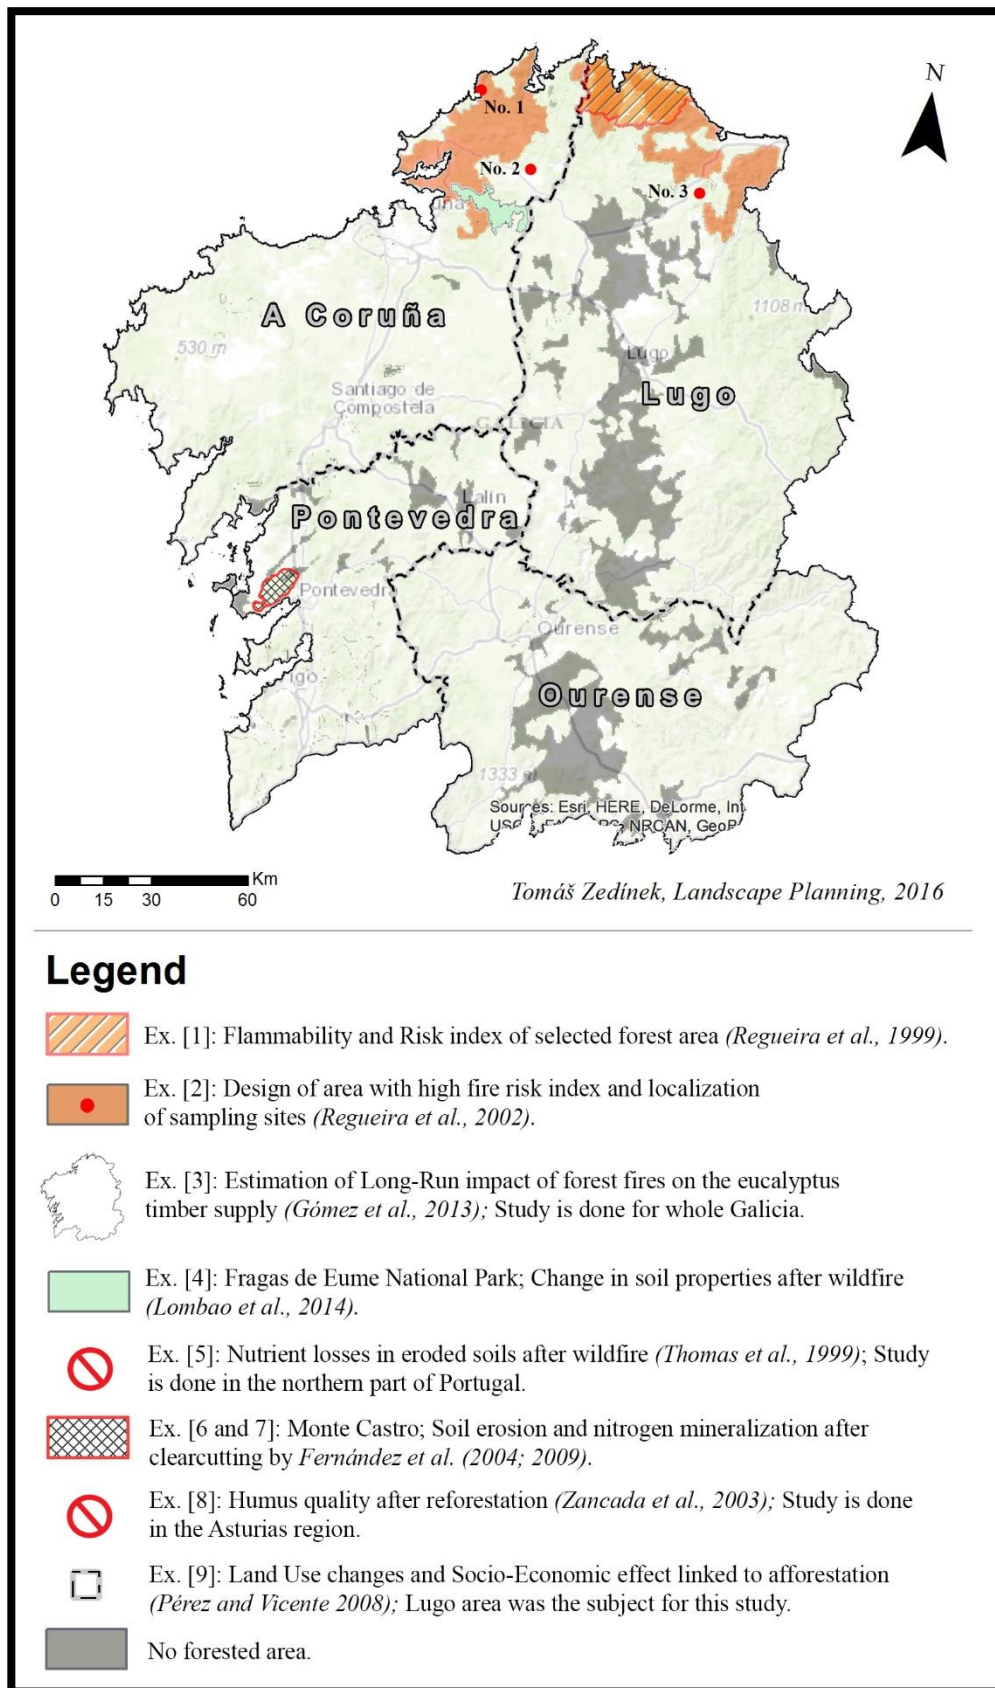 N
No. 1
No. 2
No. 3
A Coruña
530 m
1108 m
Lugo
Lugo
Santiago de
Compostela
GALICIA
Lalín
Pontevedra
Pontevedra
Ourense
Ourense
1333 m
Sources: Esri, HERE, DeLorme,
NRCAN,
Km
0 15 30 60
Tomáš Zedínek, Landscape Planning, 2016
Legend
Ex. [1]: Flammability and Risk index of selected forest area (Regueira et al., 1999).
Ex. [2]: Design of area with high fire risk index and localization
of sampling sites (Regueira et al., 2002).
Ex. [3]: Estimation of Long-Run impact of forest fires on the eucalyptus
timber supply (Gómez et al., 2013); Study is done for whole Galicia.
Ex. [4]: Fragas de Eume National Park; Change in soil properties after wildfire
(Lombao et al., 2014).
Ex. [5]: Nutrient losses in eroded soils after wildfire (Thomas et al., 1999); Study
is done in the northern part of Portugal.
Ex. [6 and 7]: Monte Castro; Soil erosion and nitrogen mineralization after
clearcutting by Fernández et al. (2004; 2009).
Ex. [8]: Humus quality after reforestation (Zancada et al., 2003); Study is done
in the Asturias region.
Ex. [9]: Land Use changes and Socio-Economic effect linked to afforestation
(Pérez and Vicente 2008); Lugo area was the subject for this study.
No forested area.